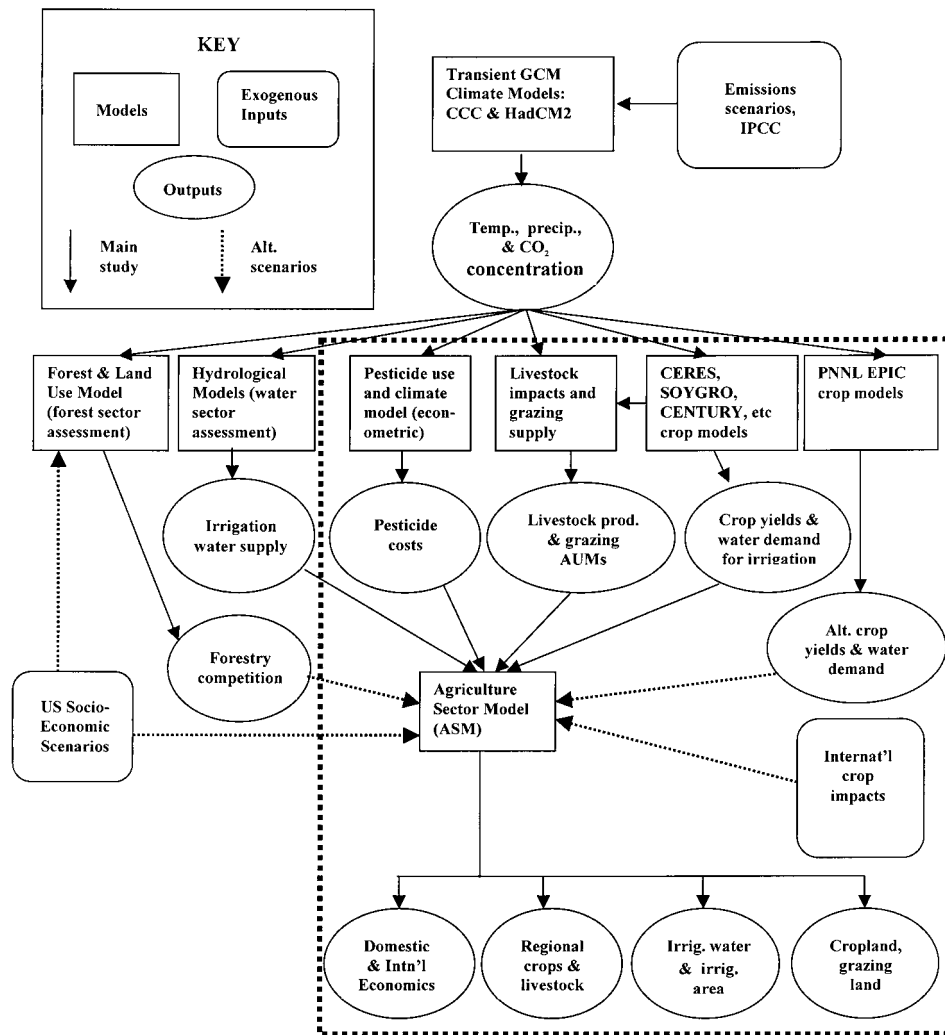 KEY
Models
Exogenous
Inputs
Outputs
Main
study
Alt.
scenarios
Transient GCM
Climate Models:
CCC & HadCM2
Emissions
scenarios,
IPCC
Temp., precip.,
& CO₂
concentration
Forest & Land
Use Model
(forest sector
assessment)
Hydrological
Models (water
sector
assessment)
Pesticide use
and climate
model (econ-
ometric)
Livestock
impacts and
grazing
supply
CERES,
SOYGRO,
CENTURY, etc
crop models
PNNL EPIC
crop models
Irrigation
water supply
Pesticide
costs
Livestock prod.
& grazing
AUMs
Crop yields &
water demand
for irrigation
Forestry
competition
Alt. crop
yields & water
demand
US Socio-
Economic
Scenarios
Agriculture
Sector Model
(ASM)
Internat'l
crop
impacts
Domestic
& Intn'l
Economics
Regional
crops &
livestock
Irrig. water
& irrig.
area
Cropland,
grazing
land